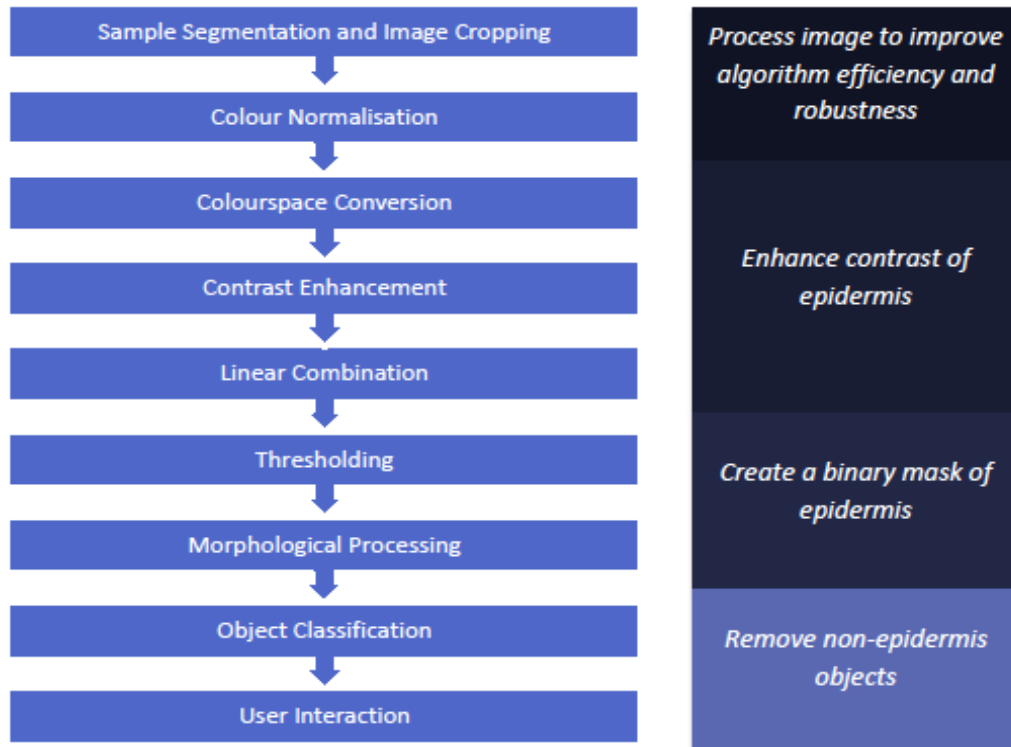 Sample Segmentation and Image Cropping
Colour Normalisation
Colourspace Conversion
Contrast Enhancement
Linear Combination
Thresholding
Morphological Processing
Object Classification
User Interaction
Process image to improve
algorithm efficiency and
robustness
Enhance contrast of
epidermis
Create a binary mask of
epidermis
Remove non-epidermis
objects